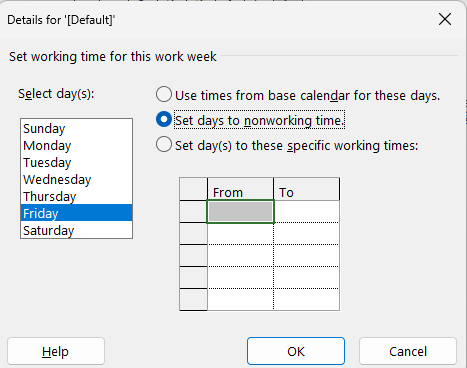 Details for '[Default]'
Set working time for this work week
Select day(s):
Sunday
Monday
Tuesday
Wednesday
Thursday
Friday
Saturday
Use times from base calendar for these days.
Set days to nonworking time.
Set day(s) to these specific working times:
From To
Help OK Cancel